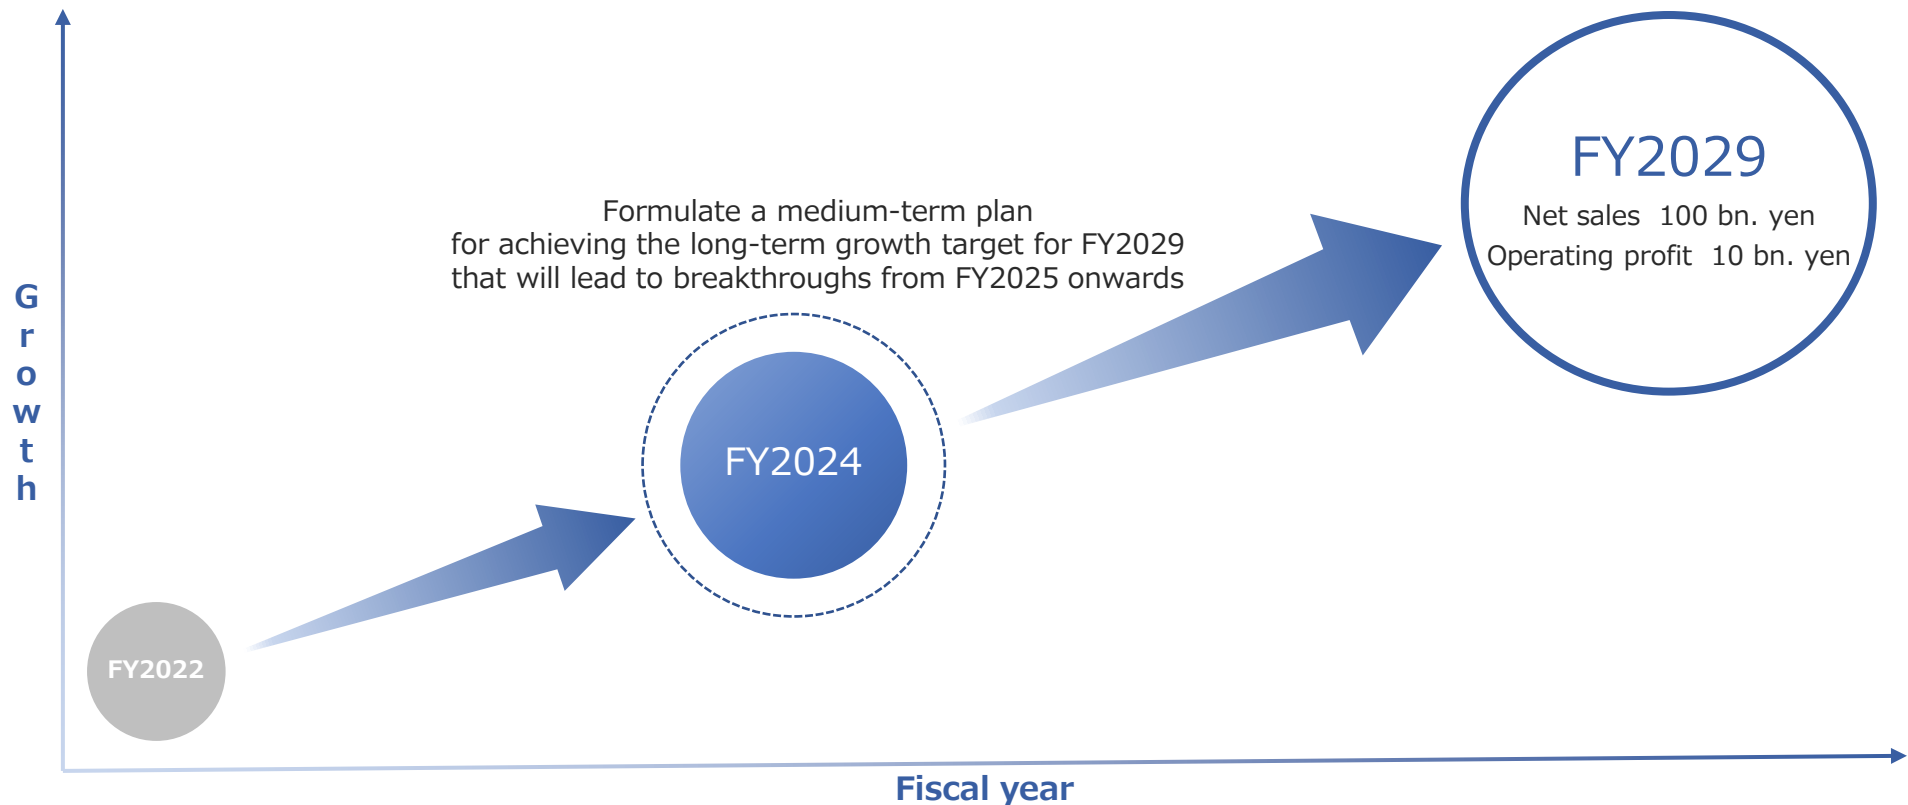 Growth
Formulate a medium-term plan
for achieving the long-term growth target for FY2029
that will lead to breakthroughs from FY2025 onwards
FY2029
Net sales 100 bn. yen
Operating profit 10 bn. yen
FY2024
FY2022
Fiscal year